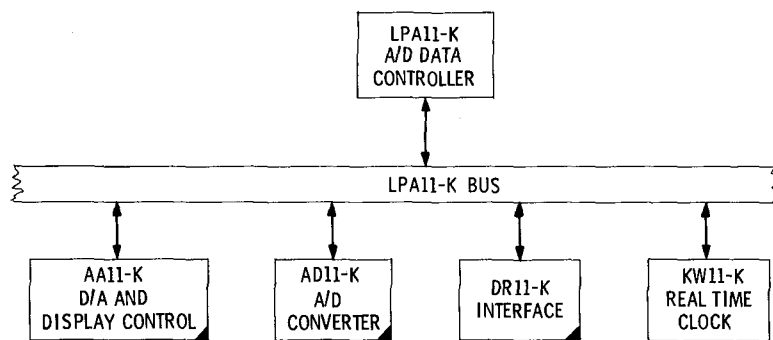 LPA11-K
A/D DATA
CONTROLLER
LPA11-K BUS
AA11-K
D/A AND
DISPLAY CONTROL
AD11-K
A/D
CONVERTER
DR11-K
INTERFACE
KW11-K
REAL TIME
CLOCK